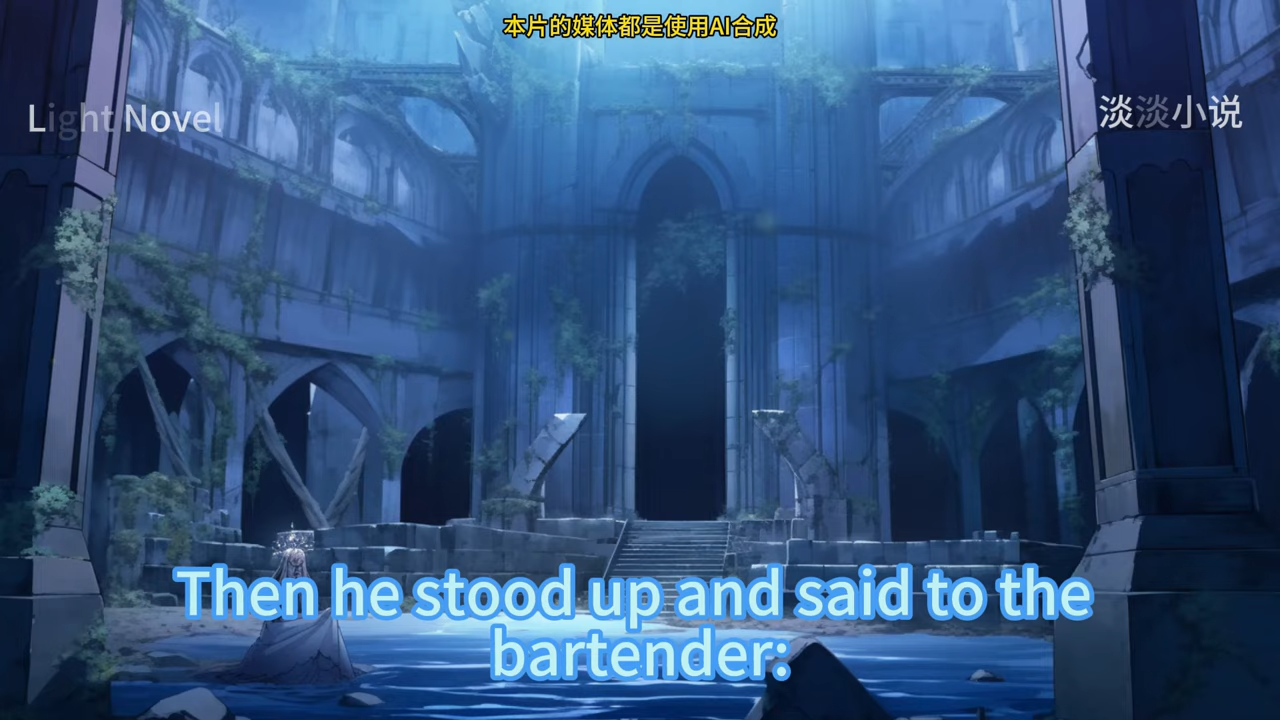 本片的媒体都是使用AI合成
Light Novel
淡淡小说
Then he stood up and said to the
bartender: